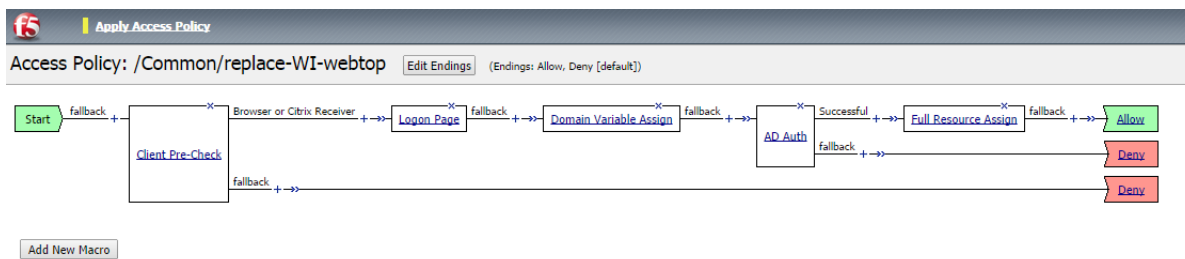 f5 Apply Access Policy
Access Policy: /Common/replace-WI-webtop Edit Endings (Endings: Allow, Deny [default])
Start fallback + Client Pre-Check Browser or Citrix Receiver + Logon Page fallback + Domain Variable Assign fallback + AD Auth Successful + Full Resource Assign fallback + Allow
fallback + Deny
fallback + Deny
Add New Macro